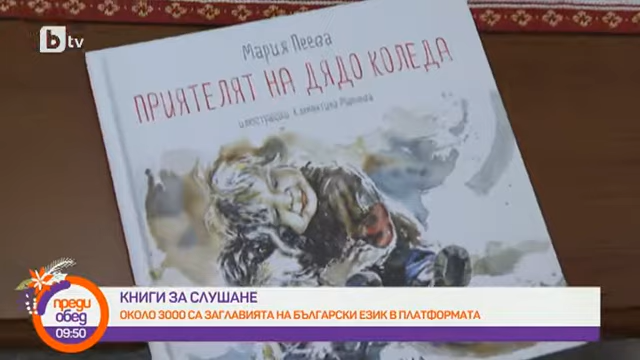 btv
Мария Пеева
ПРИЯТЕЛЯТ НА ДЯДО КОЛЕДА
илюстрации
КНИГИ ЗА СЛУШАНЕ
ОКОЛО 3000 СА ЗАГЛАВИЯТА НА БЪЛГАРСКИ ЕЗИК В ПЛАТФОРМАТА
преди
обед
09:50